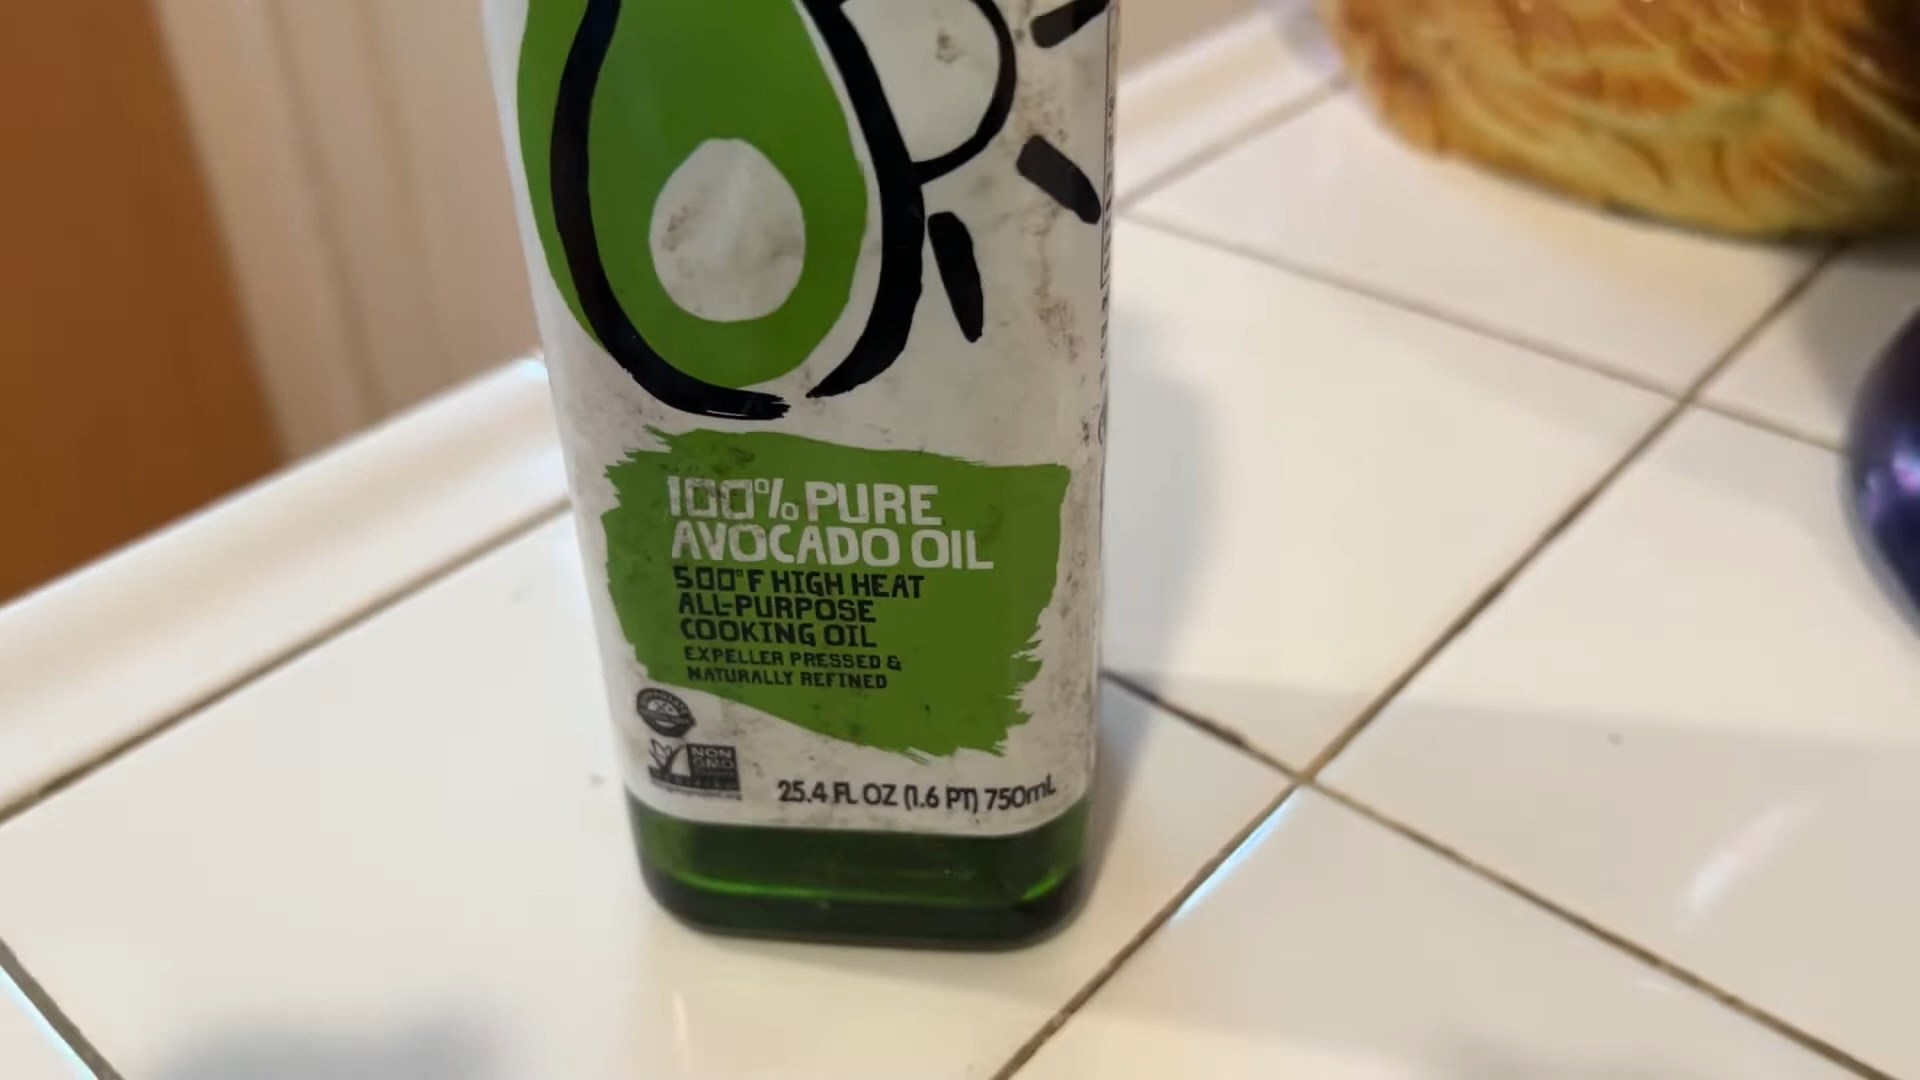 100% PURE
AVOCADO OIL
500°F HIGH HEAT
ALL-PURPOSE
COOKING OIL
EXPELLER PRESSED &
NATURALLY REFINED
NON
GMO
25.4 FL OZ (1.6 PT) 750mL